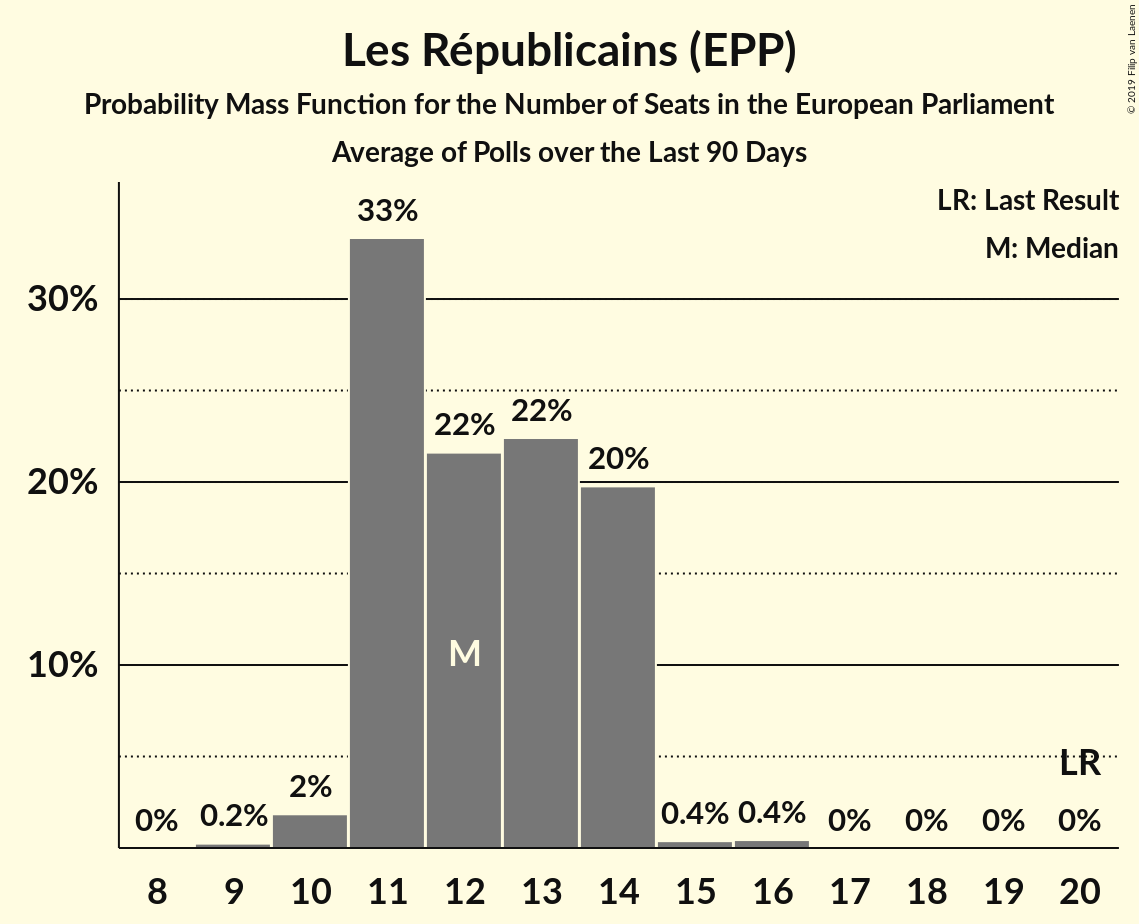 Les Républicains (EPP)
Probability Mass Function for the Number of Seats in the European Parliament
Average of Polls over the Last 90 Days
© 2019 Filip van Laenen
LR: Last Result
M: Median
33%
30%
22%
22%
20%
20%
M
10%
LR
0%
0.2%
2%
0.4%
0.4%
0%
0%
0%
0%
8 9 10 11 12 13 14 15 16 17 18 19 20